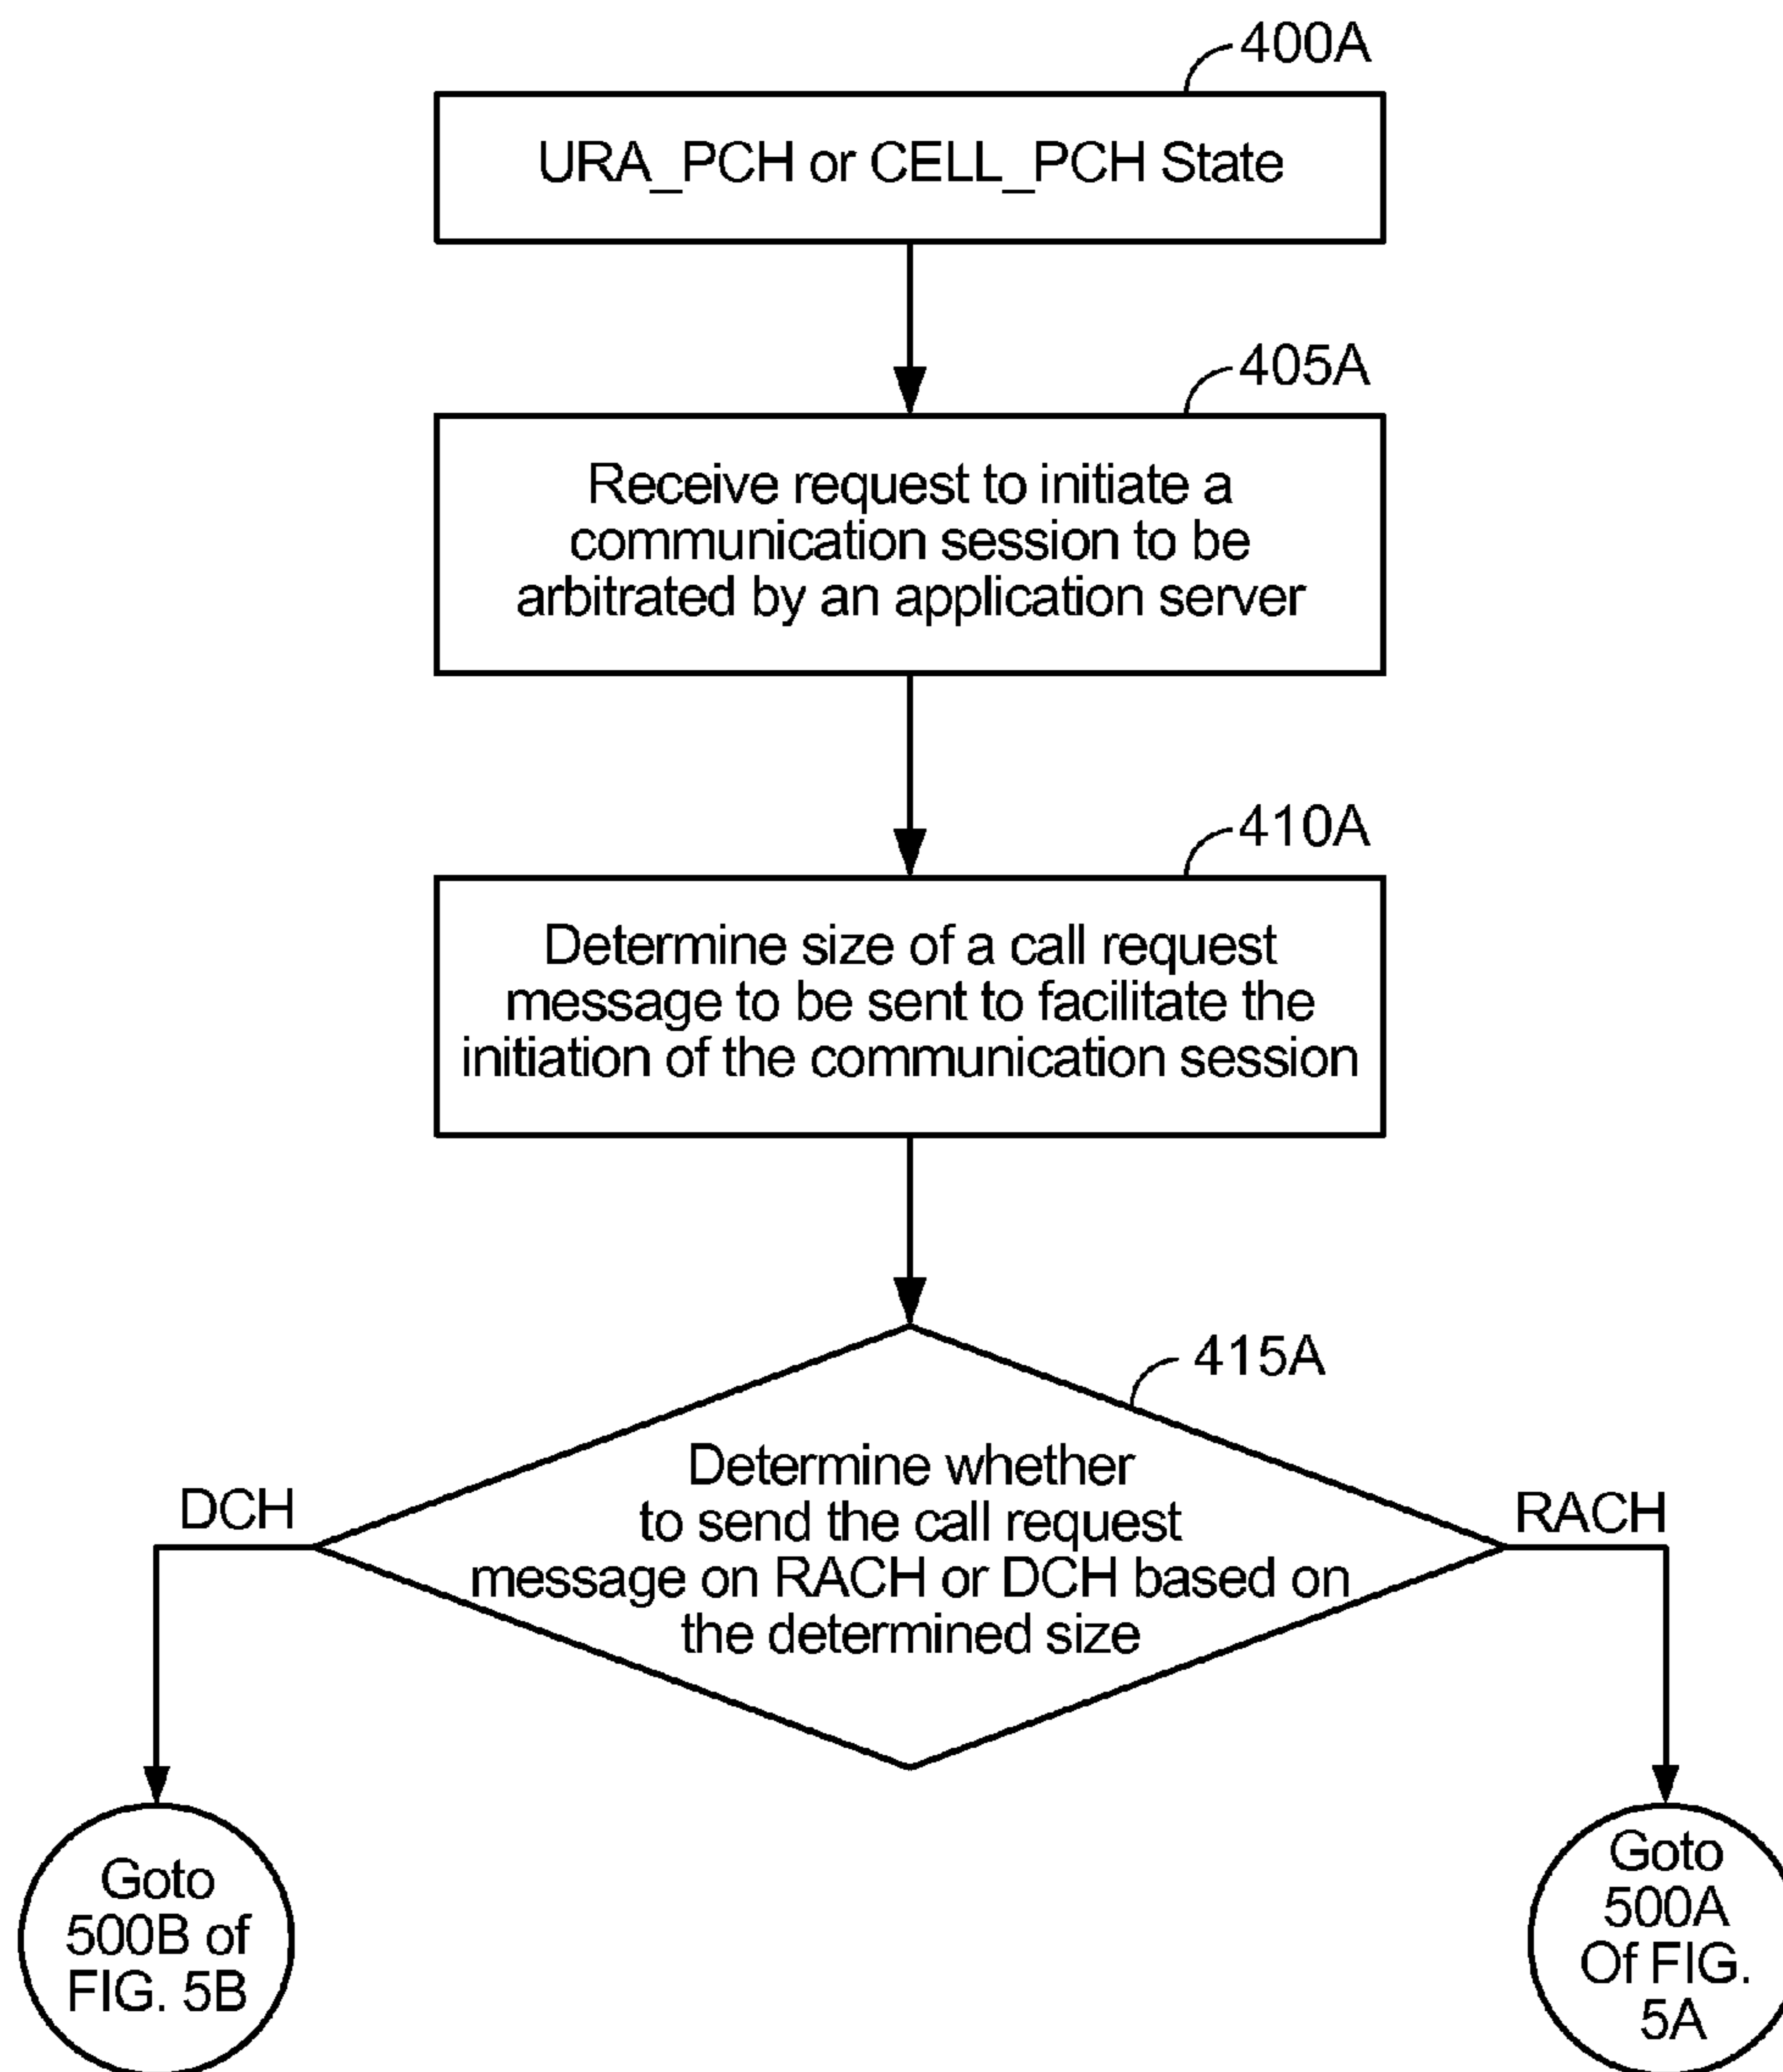 400A
URA_PCH or CELL_PCH State
405A
Receive request to initiate a
communication session to be
arbitrated by an application server
410A
Determine size of a call request
message to be sent to facilitate the
initiation of the communication session
415A
Determine whether
to send the call request
message on RACH or DCH based on
the determined size
DCH
RACH
Goto
500B of
FIG. 5B
Goto
500A
Of FIG.
5A